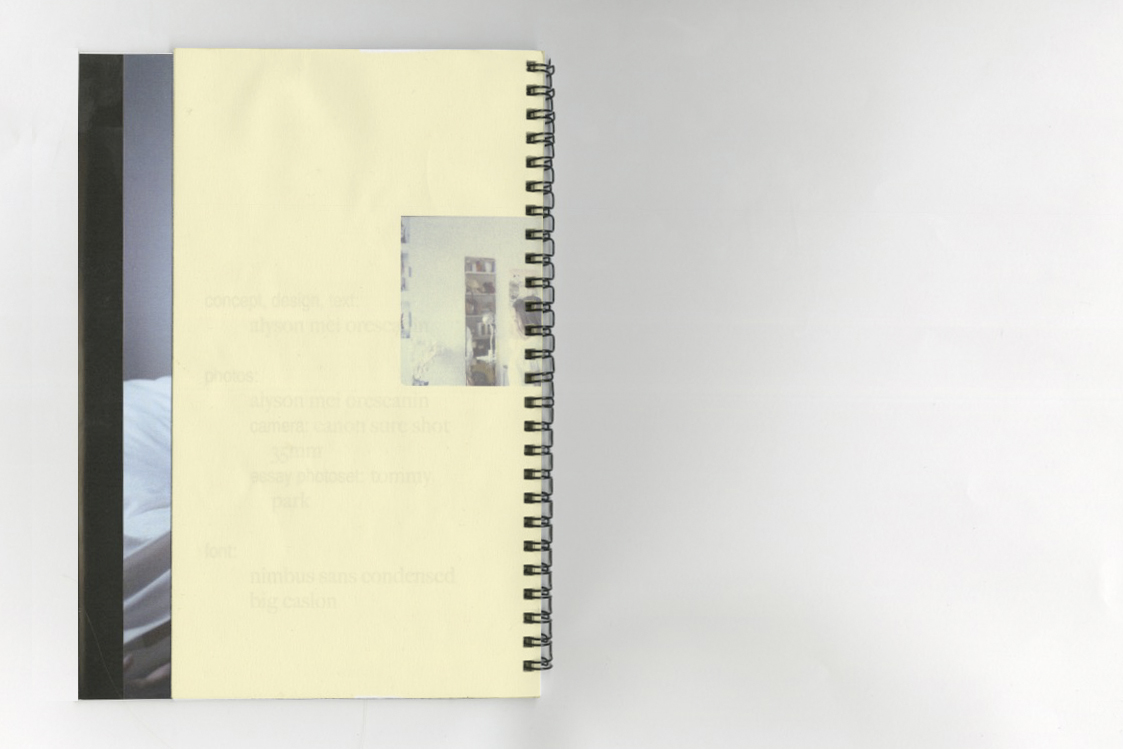 concept, design, text:
alyson mei prescanin
photos:
alyson mei orescanin
camera: canon sure shot
35mm
essay photoset: tommy
park
font:
nimbus sans condensed
big caslon